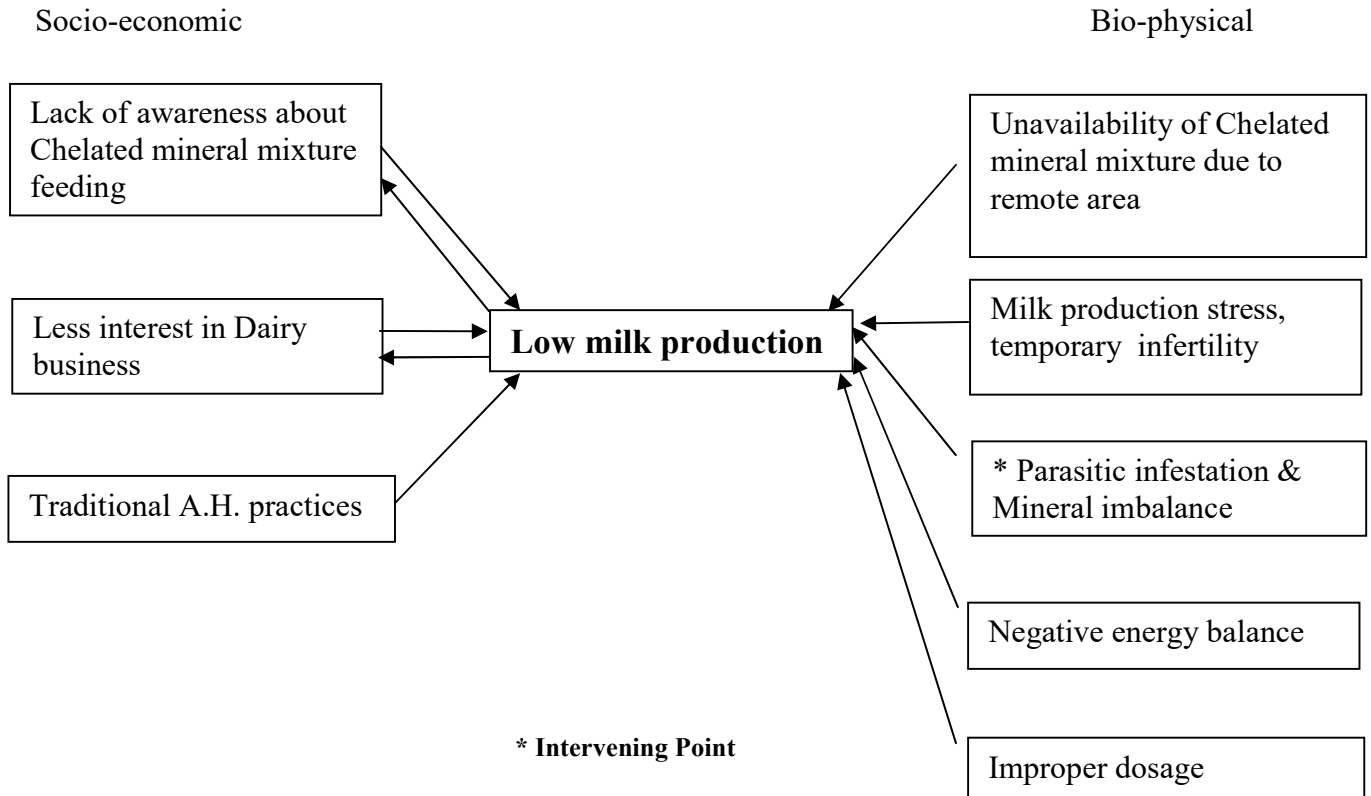 Socio-economic
Bio-physical
Lack of awareness about
Chelated mineral mixture
feeding
Less interest in Dairy
business
Traditional A.H. practices
Low milk production
Unavailability of Chelated
mineral mixture due to
remote area
Milk production stress,
temporary infertility
* Parasitic infestation &
Mineral imbalance
Negative energy balance
Improper dosage
* Intervening Point